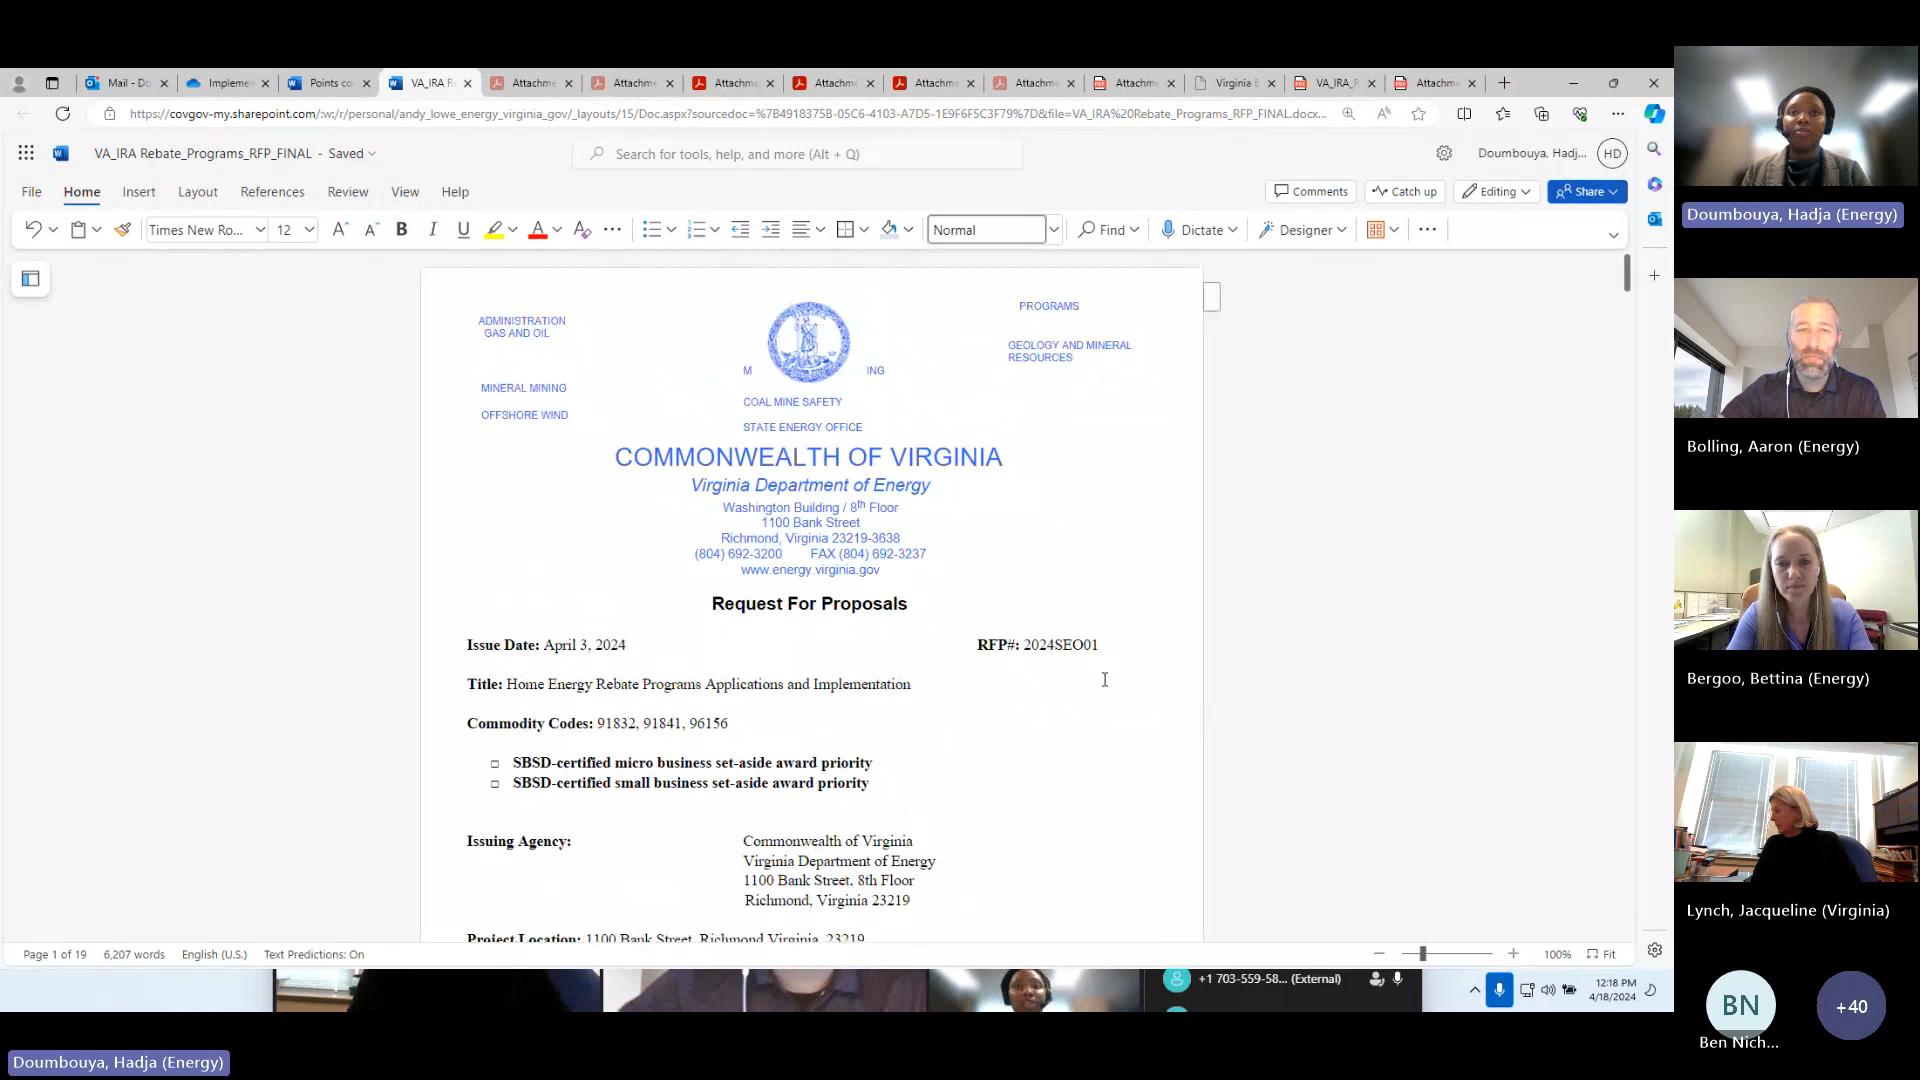 Mail - Do
Impleme
Points co
VA_IRA R
Attachme
Attachme
Attachme
Attachme
Attachme
Attachme
Attachme
Virginia E
VA_IRA_F
Attachme
https://covgov-my.sharepoint.com/:w:/r/personal/andy_lowe_energy_virginia_gov/_layouts/15/Doc.aspx?sourcedoc=%7B4918375B-05C6-4103-A7D5-1E9F6F5C3F79%7D&file=VA_IRA%20Rebate_Programs_RFP_FINAL.docx...
VA_IRA Rebate_Programs_RFP_FINAL - Saved
Search for tools, help, and more (Alt + Q)
Doumbouya, Hadj...
HD
File Home Insert Layout References Review View Help
Comments Catch up Editing Share
Times New Ro... 12 B I U A Normal Find Dictate Designer
ADMINISTRATION
GAS AND OIL
MINERAL MINING
OFFSHORE WIND
M ING
COAL MINE SAFETY
STATE ENERGY OFFICE
PROGRAMS
GEOLOGY AND MINERAL
RESOURCES
COMMONWEALTH OF VIRGINIA
Virginia Department of Energy
Washington Building / 8th Floor
1100 Bank Street
Richmond, Virginia 23219-3638
(804) 692-3200 FAX (804) 692-3237
www.energy.virginia.gov
Request For Proposals
Issue Date: April 3, 2024 RFP#: 2024SEO01
Title: Home Energy Rebate Programs Applications and Implementation
Commodity Codes: 91832, 91841, 96156
□ SBSD-certified micro business set-aside award priority
□ SBSD-certified small business set-aside award priority
Issuing Agency: Commonwealth of Virginia
Virginia Department of Energy
1100 Bank Street, 8th Floor
Richmond, Virginia 23219
Project Location: 1100 Bank Street, Richmond Virginia, 23219
Page 1 of 19 6,207 words English (U.S.) Text Predictions: On
100% Fit
+1 703-559-58... (External)
12:18 PM
4/18/2024
Doumbouya, Hadja (Energy)
Doumbouya, Hadja (Energy)
Bolling, Aaron (Energy)
Bergoo, Bettina (Energy)
Lynch, Jacqueline (Virginia)
BN
+40
Ben Nich...